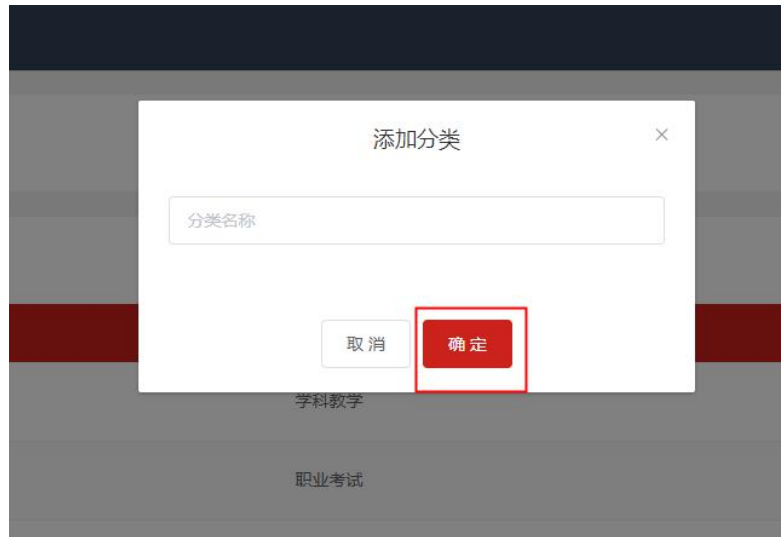 添加分类
分类名称
取消 确定
学科教学
职业考试